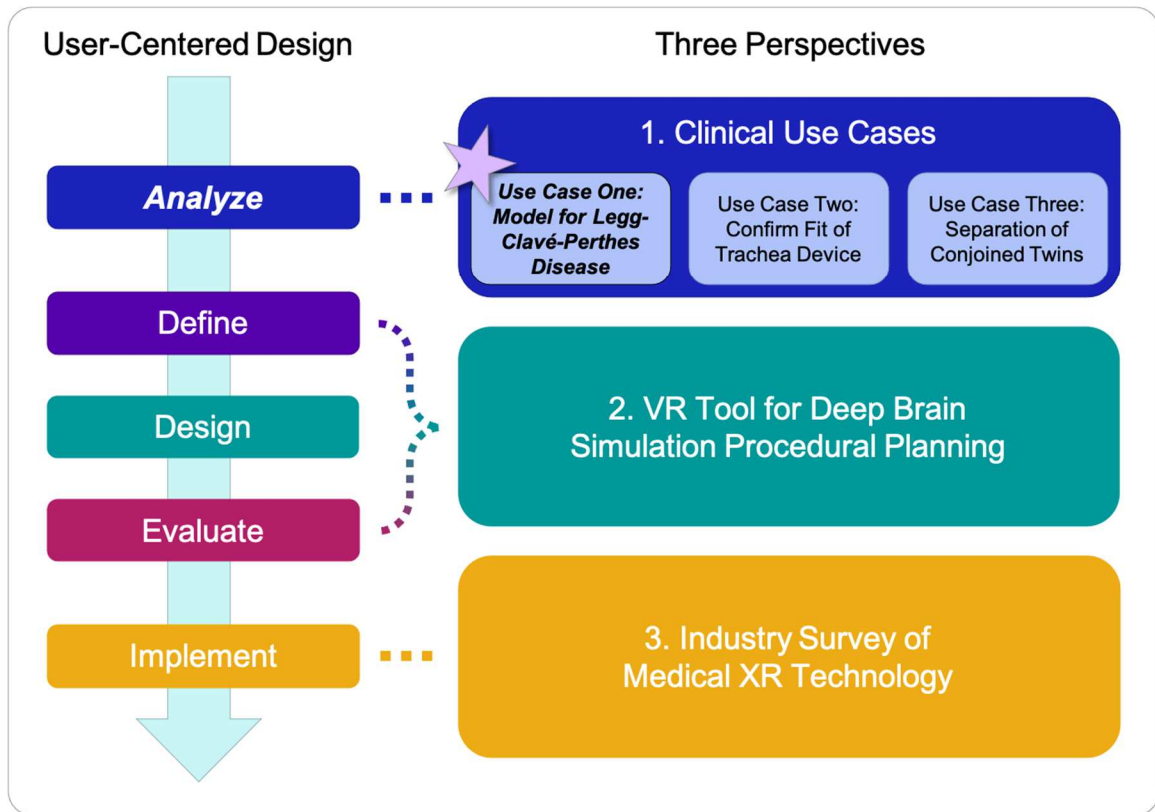 User-Centered Design
Three Perspectives
Analyze
Define
Design
Evaluate
Implement
1. Clinical Use Cases
Use Case One:
Model for Legg-
Clavé-Perthes
Disease
Use Case Two:
Confirm Fit of
Trachea Device
Use Case Three:
Separation of
Conjoined Twins
2. VR Tool for Deep Brain
Simulation Procedural Planning
3. Industry Survey of
Medical XR Technology